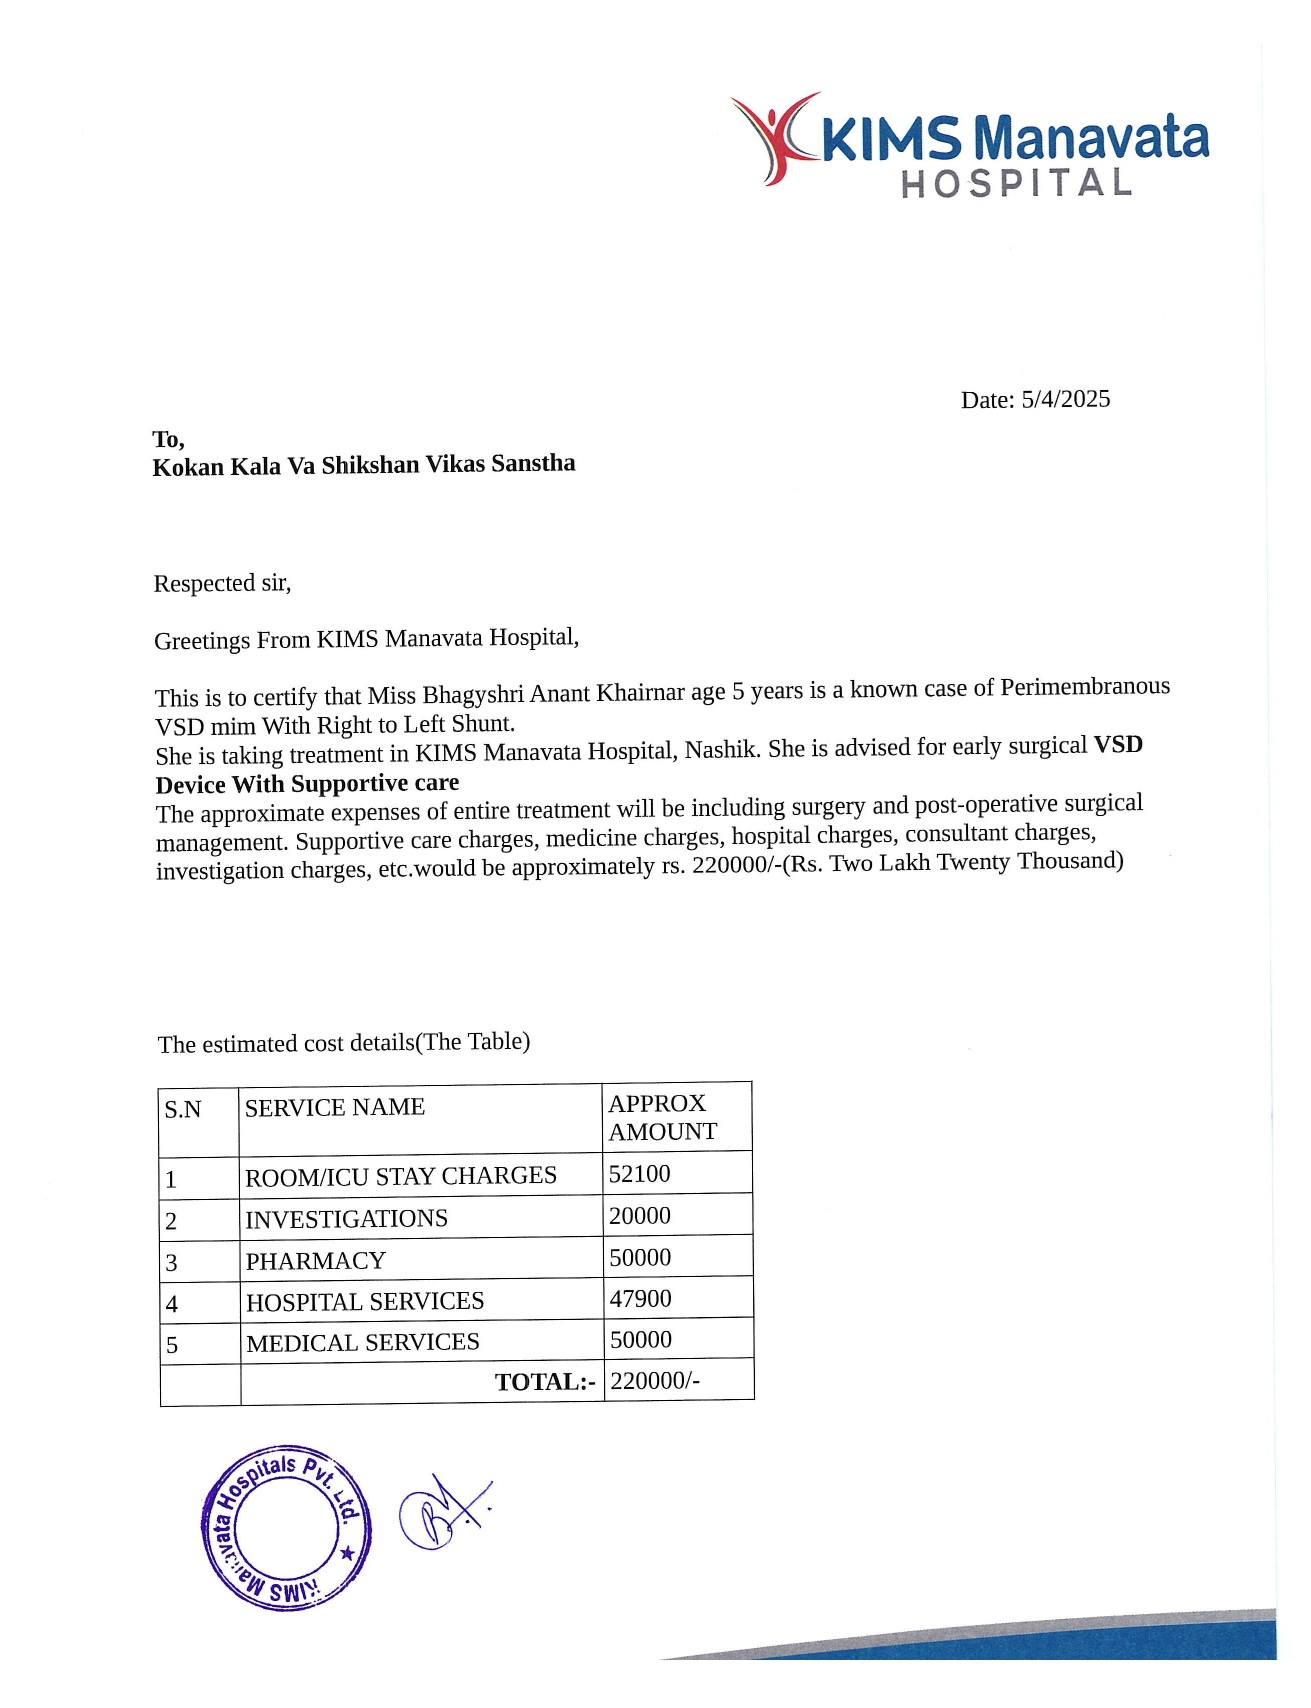 KIMS Manavata
HOSPITAL
Date: 5/4/2025
To,
Kokan Kala Va Shikshan Vikas Sanstha
Respected sir,
Greetings From KIMS Manavata Hospital,
This is to certify that Miss Bhagyshri Anant Khairnar age 5 years is a known case of Perimembranous
VSD mim With Right to Left Shunt.
She is taking treatment in KIMS Manavata Hospital, Nashik. She is advised for early surgical VSD
Device With Supportive care
The approximate expenses of entire treatment will be including surgery and post-operative surgical
management. Supportive care charges, medicine charges, hospital charges, consultant charges,
investigation charges, etc.would be approximately rs. 220000/-(Rs. Two Lakh Twenty Thousand)
The estimated cost details(The Table)
S.N SERVICE NAME APPROX
AMOUNT
1 ROOM/ICU STAY CHARGES 52100
2 INVESTIGATIONS 20000
3 PHARMACY 50000
4 HOSPITAL SERVICES 47900
5 MEDICAL SERVICES 50000
TOTAL:- 220000/-
KIMS Manavata Hospitals Pvt. Ltd.